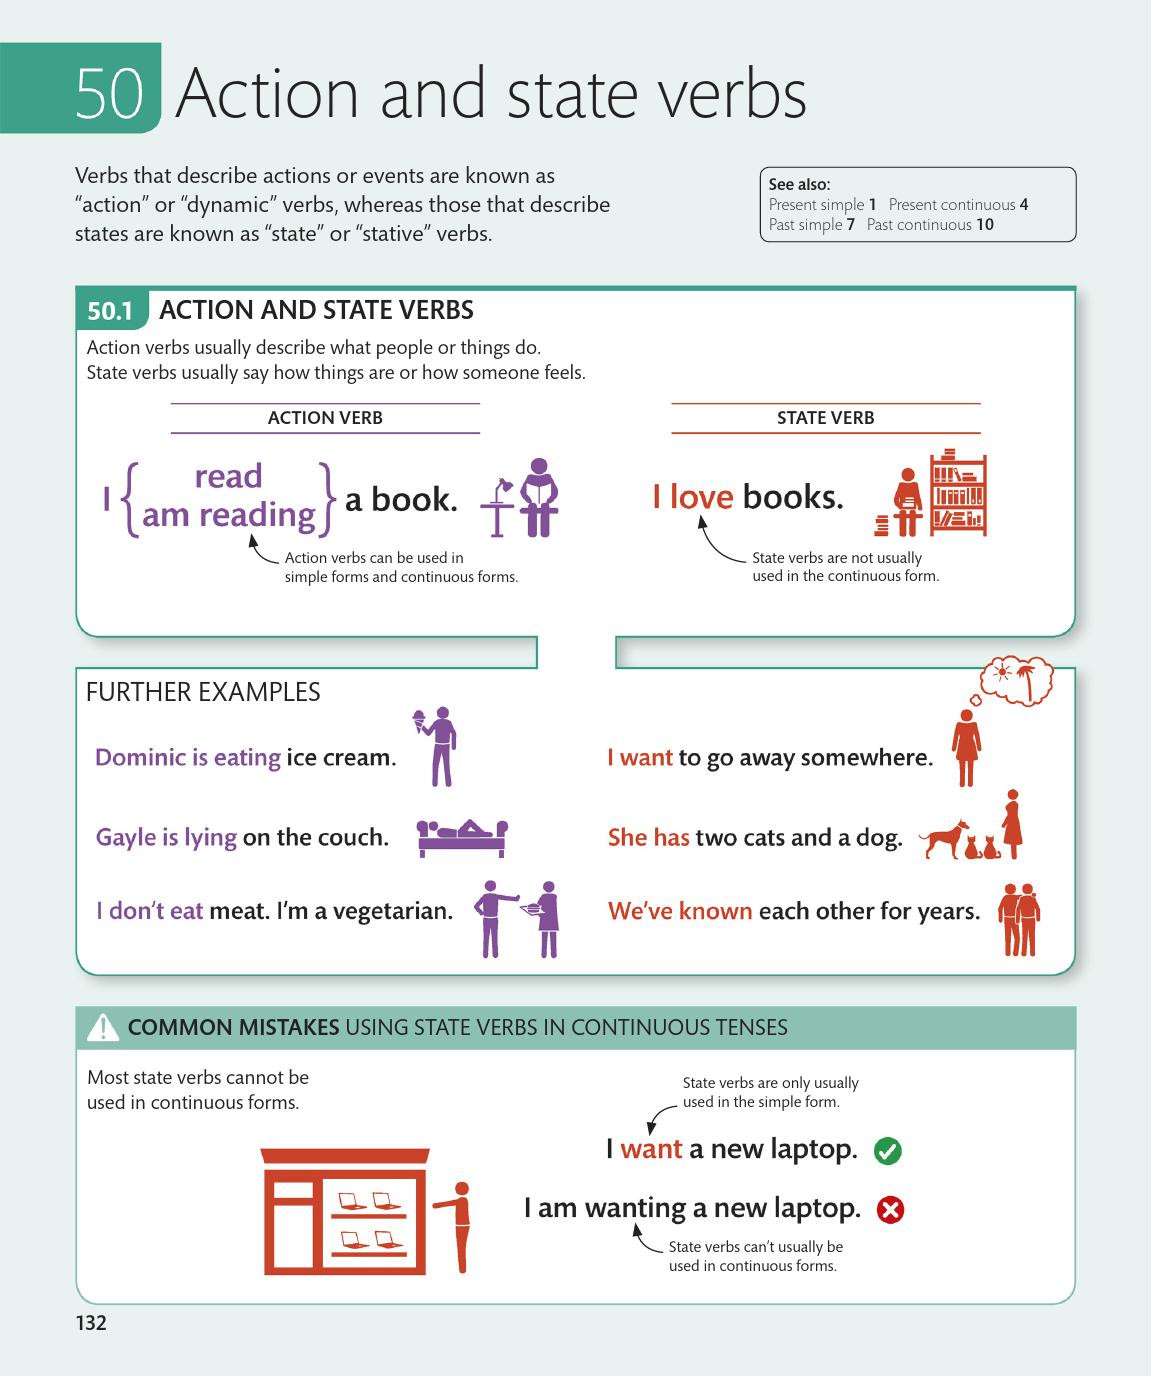 50 Action and state verbs
Verbs that describe actions or events are known as
“action” or “dynamic” verbs, whereas those that describe
states are known as “state” or “stative” verbs.
See also:
Present simple 1 Present continuous 4
Past simple 7 Past continuous 10
50.1 ACTION AND STATE VERBS
Action verbs usually describe what people or things do.
State verbs usually say how things are or how someone feels.
ACTION VERB
I { read
am reading } a book.
Action verbs can be used in
simple forms and continuous forms.
STATE VERB
I love books.
State verbs are not usually
used in the continuous form.
FURTHER EXAMPLES
Dominic is eating ice cream.
Gayle is lying on the couch.
I don’t eat meat. I’m a vegetarian.
I want to go away somewhere.
She has two cats and a dog.
We’ve known each other for years.
COMMON MISTAKES USING STATE VERBS IN CONTINUOUS TENSES
Most state verbs cannot be
used in continuous forms.
State verbs are only usually
used in the simple form.
I want a new laptop.
I am wanting a new laptop.
State verbs can’t usually be
used in continuous forms.
132